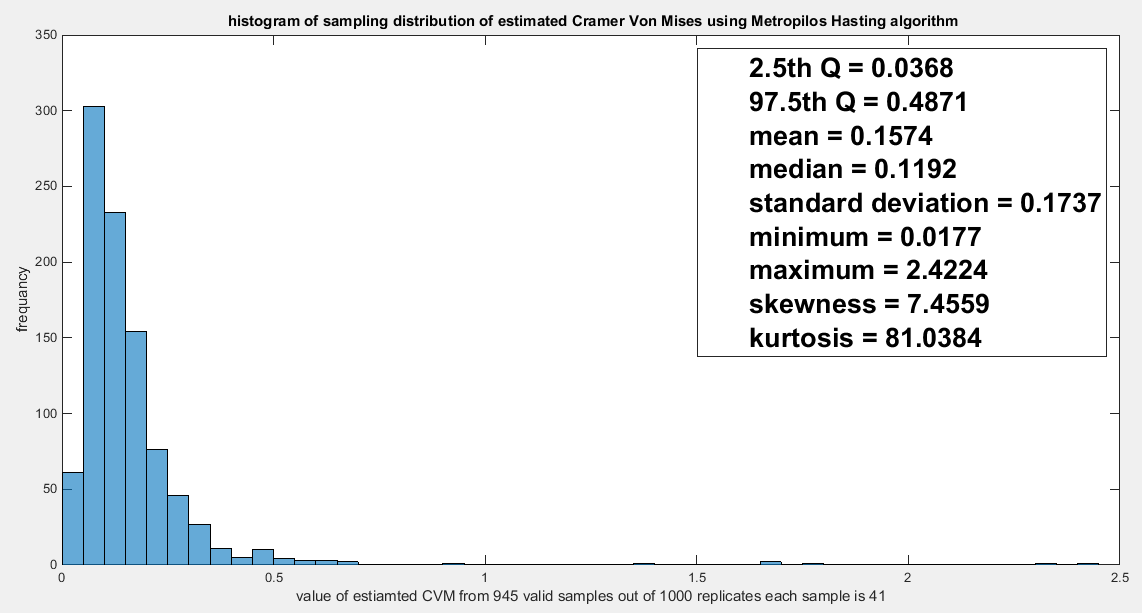 histogram of sampling distribution of estimated Cramer Von Mises using Metropilos Hasting algorithm
350
300
250
200
150
100
50
0
frequancy
2.5th Q = 0.0368
97.5th Q = 0.4871
mean = 0.1574
median = 0.1192
standard deviation = 0.1737
minimum = 0.0177
maximum = 2.4224
skewness = 7.4559
kurtosis = 81.0384
0 0.5 1 1.5 2 2.5
value of estiamted CVM from 945 valid samples out of 1000 replicates each sample is 41